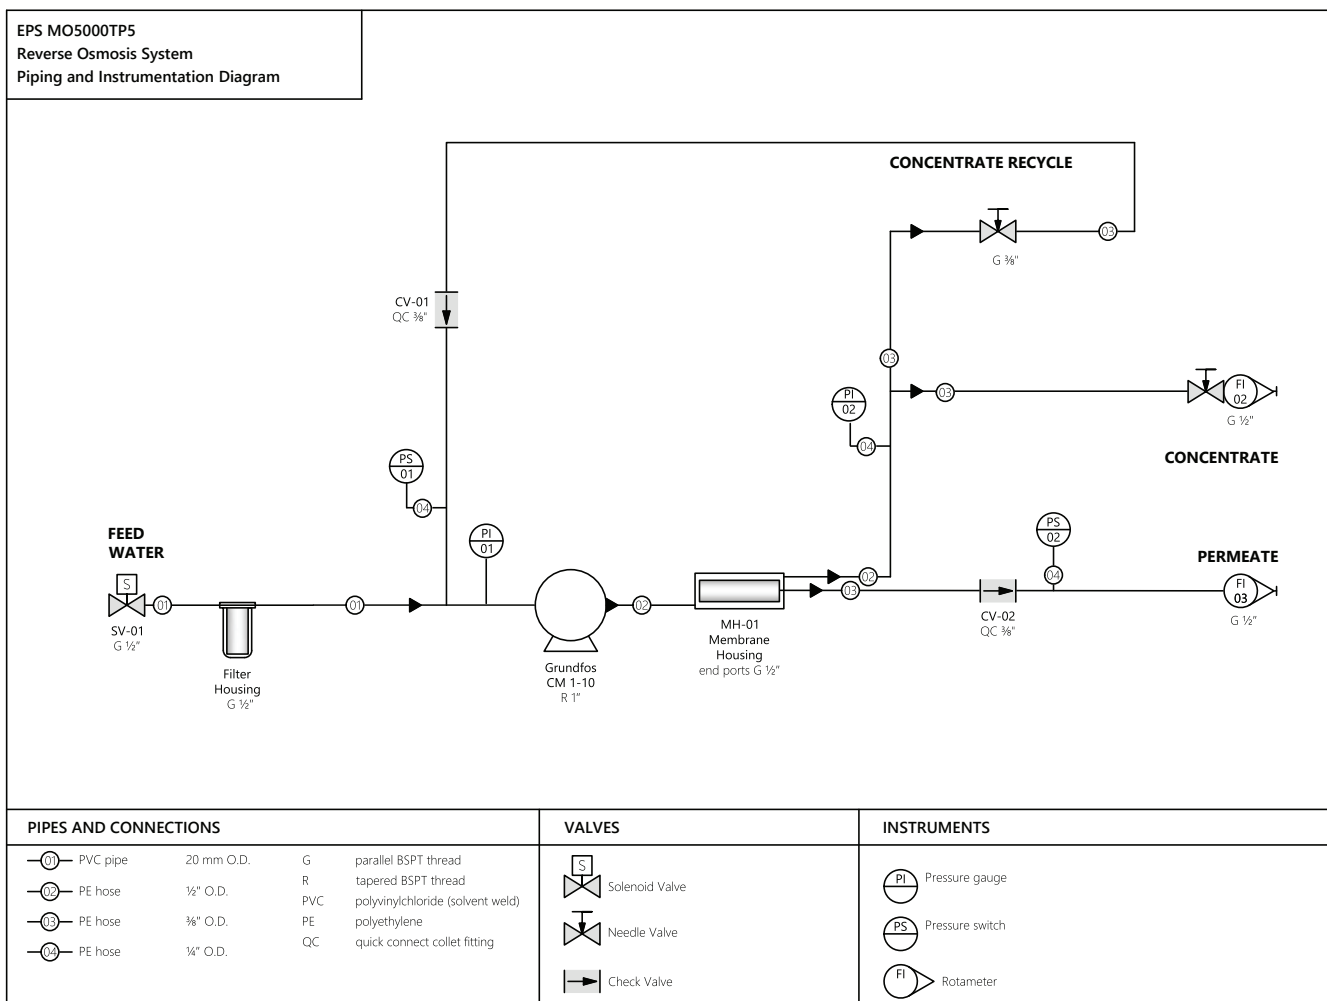 EPS MO5000TP5
Reverse Osmosis System
Piping and Instrumentation Diagram
CONCENTRATE RECYCLE
03
G ⅜"
CV-01
QC ⅜"
03
PI
02
03
FI
02
G ½"
04
CONCENTRATE
PS
01
04
FEED
WATER
PI
01
PS
02
PERMEATE
S
01
01
02
02
03
04
FI
03
G ½"
SV-01
G ½"
CV-02
QC ⅜"
MH-01
Membrane
Housing
end ports G ½"
Filter
Housing
G ½"
Grundfos
CM 1-10
R 1"
PIPES AND CONNECTIONS
01 PVC pipe 20 mm O.D.
02 PE hose ½" O.D.
03 PE hose ⅜" O.D.
04 PE hose ¼" O.D.
G parallel BSPT thread
R tapered BSPT thread
PVC polyvinylchloride (solvent weld)
PE polyethylene
QC quick connect collet fitting
VALVES
S Solenoid Valve
Needle Valve
Check Valve
INSTRUMENTS
PI Pressure gauge
PS Pressure switch
FI Rotameter